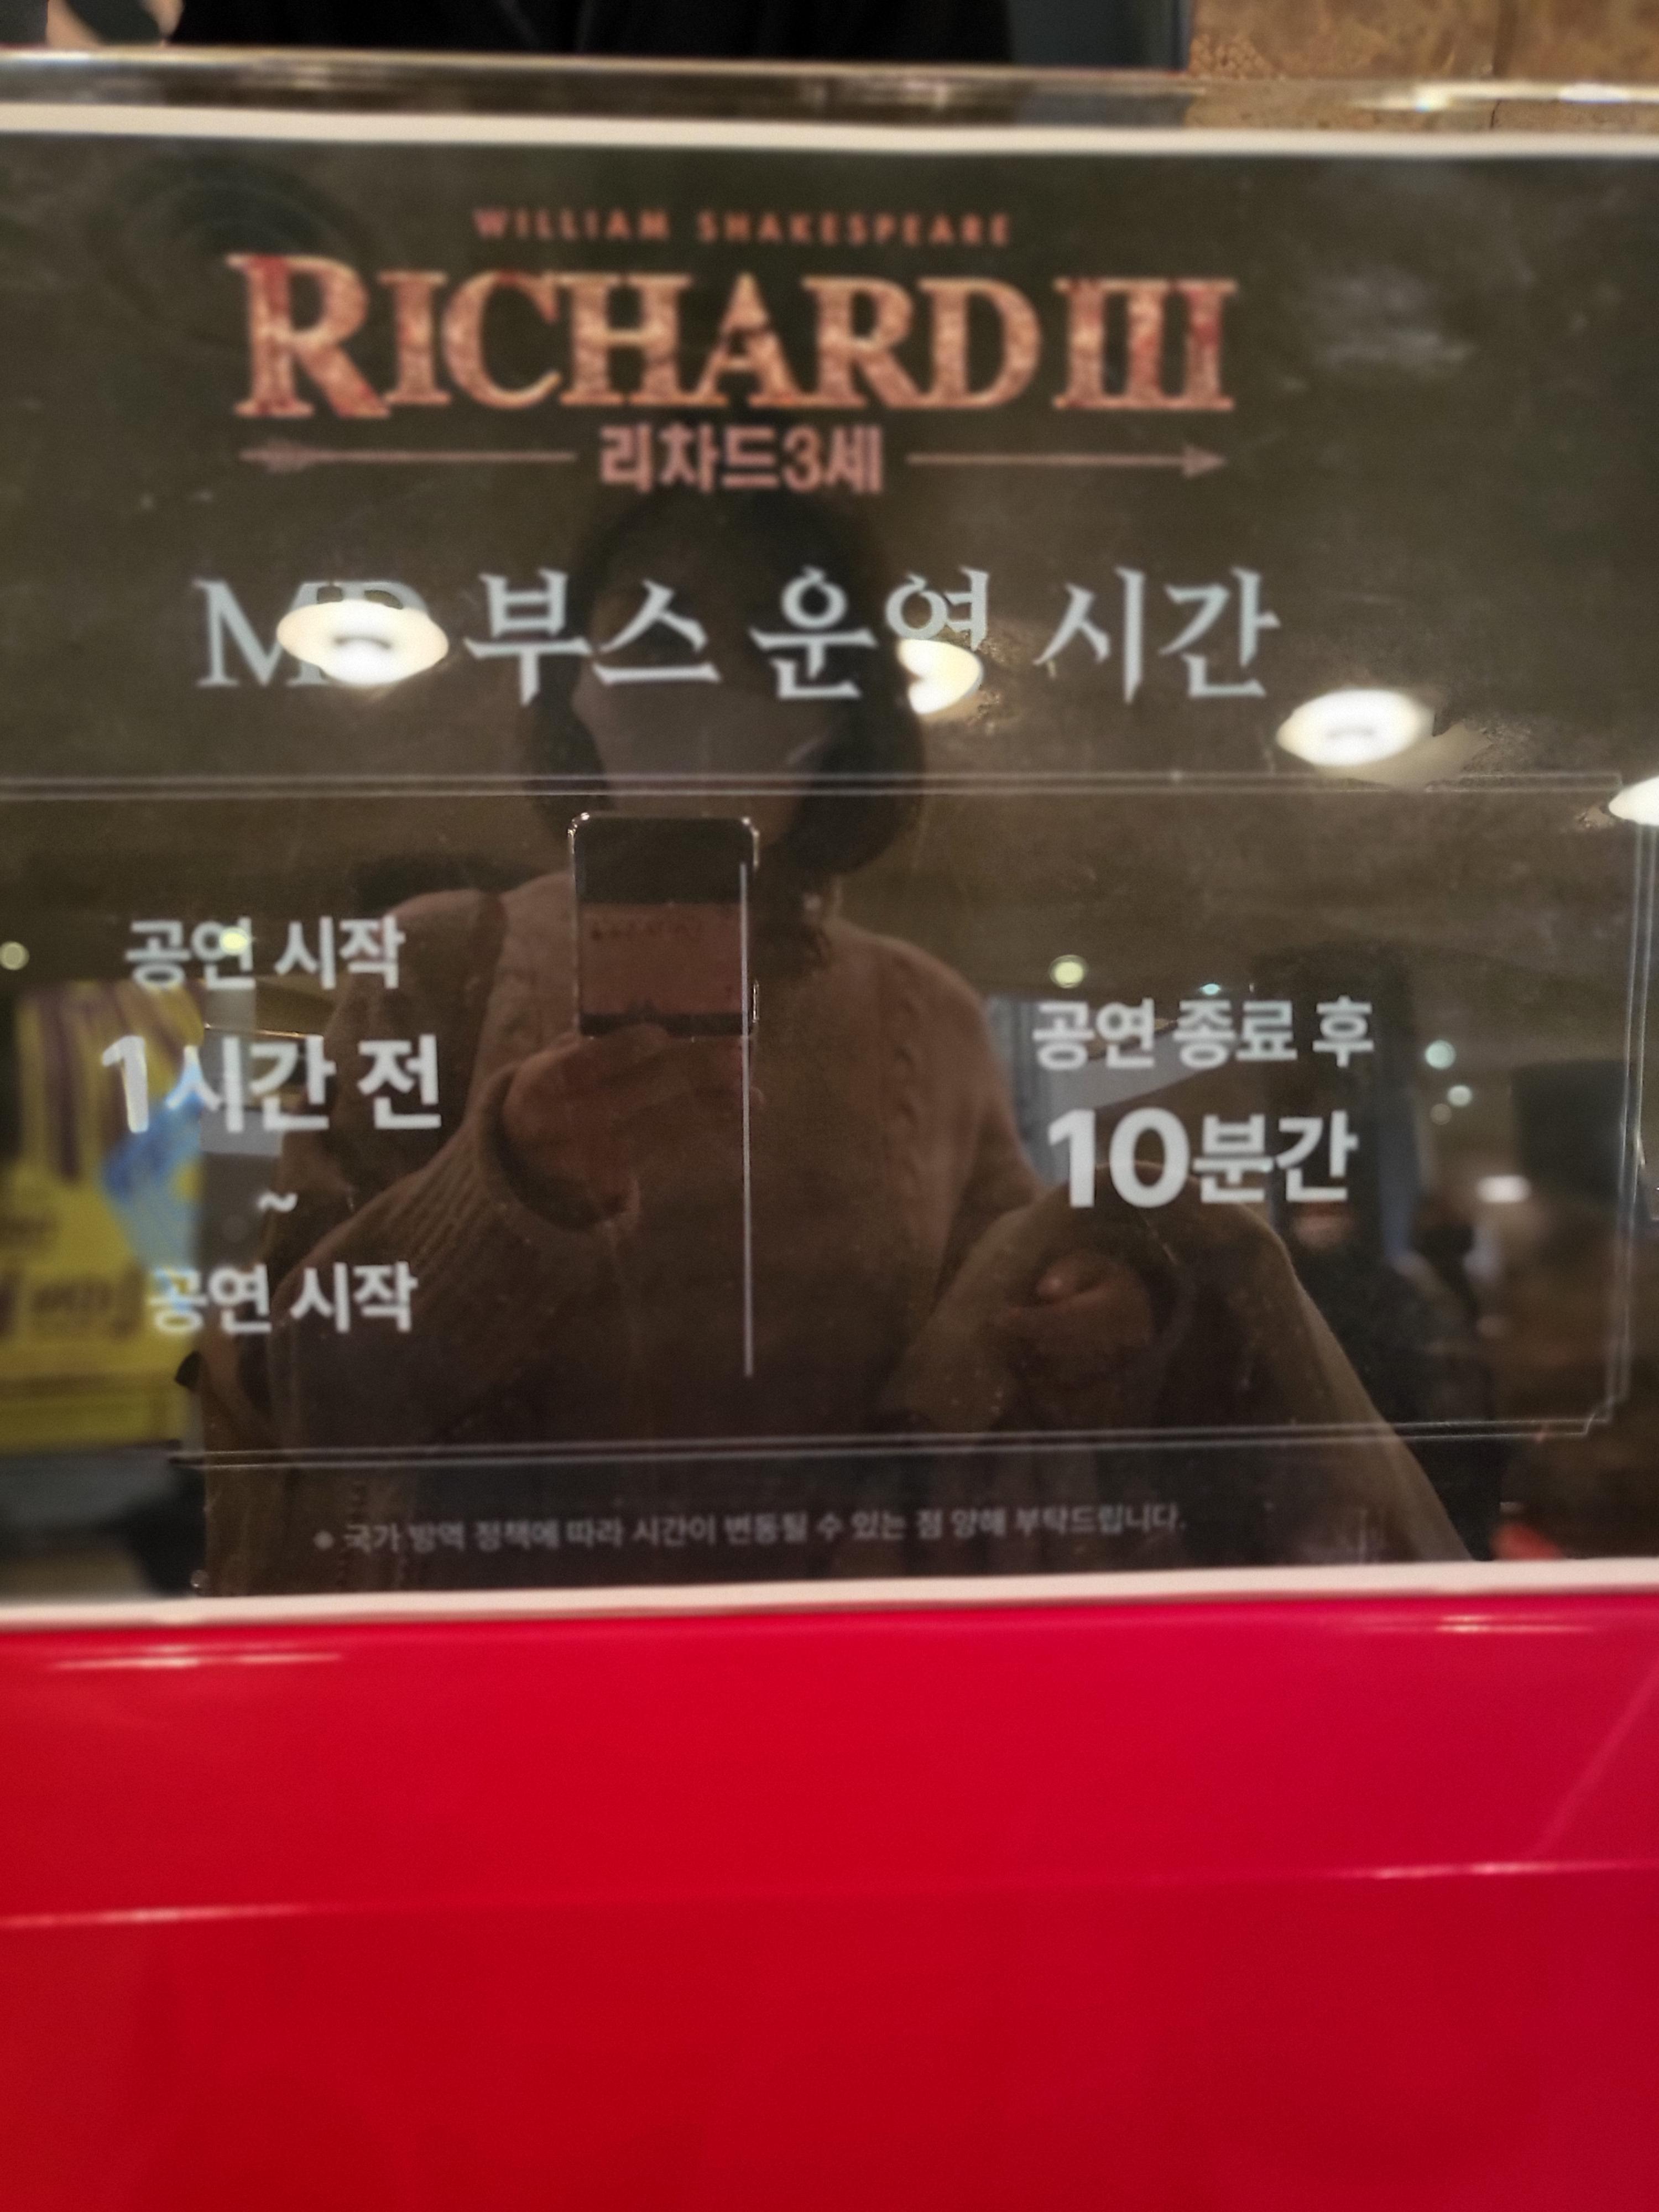 WILLIAM SHAKESPEARE
RICHARD III
리차드3세
MD 부스 운영 시간
공연 시작
1시간 전
~
공연 시작
공연 종료 후
10분간
※ 국가 방역 정책에 따라 시간이 변동될 수 있는 점 양해 부탁드립니다.